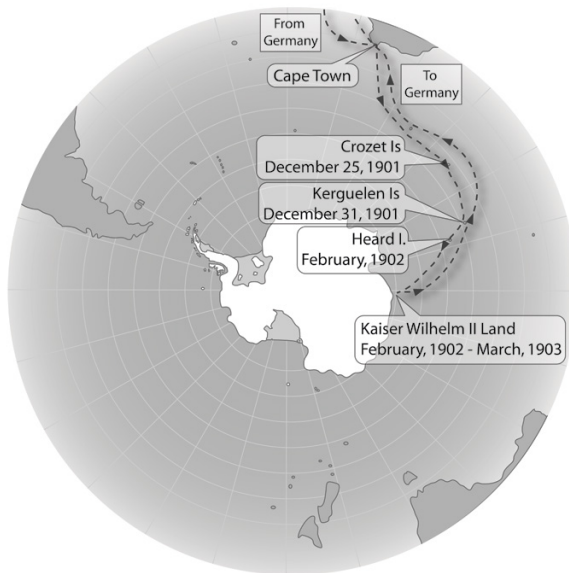 From
Germany
Cape Town
To
Germany
Crozet Is
December 25, 1901
Kerguelen Is
December 31, 1901
Heard I.
February, 1902
Kaiser Wilhelm II Land
February, 1902 - March, 1903